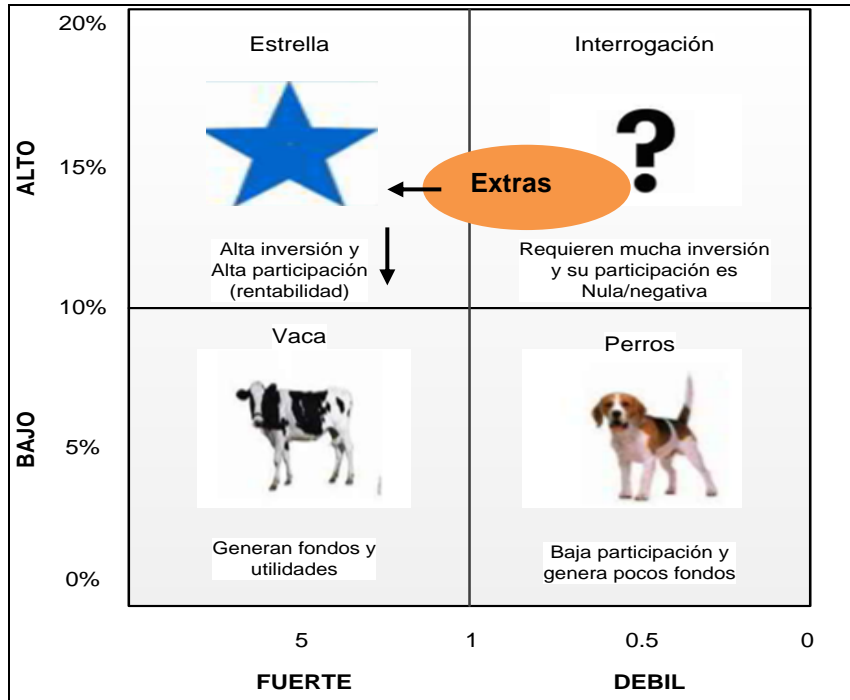 20%
Estrella
Interrogación
ALTO
15%
Extras
?
Alta inversión y
Alta participación
(rentabilidad)
Requieren mucha inversión
y su participación es
Nula/negativa
10%
Vaca
Perros
BAJO
5%
Generan fondos y
utilidades
Baja participación y
genera pocos fondos
0%
5
1
0.5
0
FUERTE
DEBIL